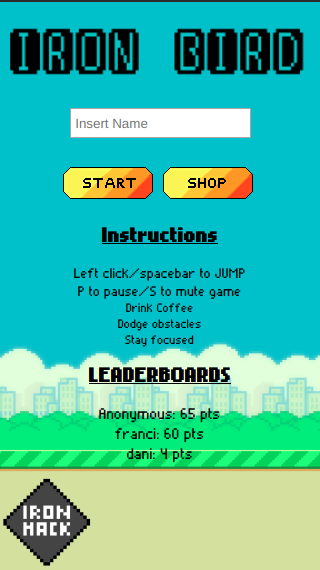 IRON BIRD
Insert Name
START SHOP
Instructions
Left click/spacebar to JUMP
P to pause/S to mute game
Drink Coffee
Dodge obstacles
Stay focused
LEADERBOARDS
Anonymous: 65 pts
franci: 60 pts
dani: 4 pts
IRON
HACK